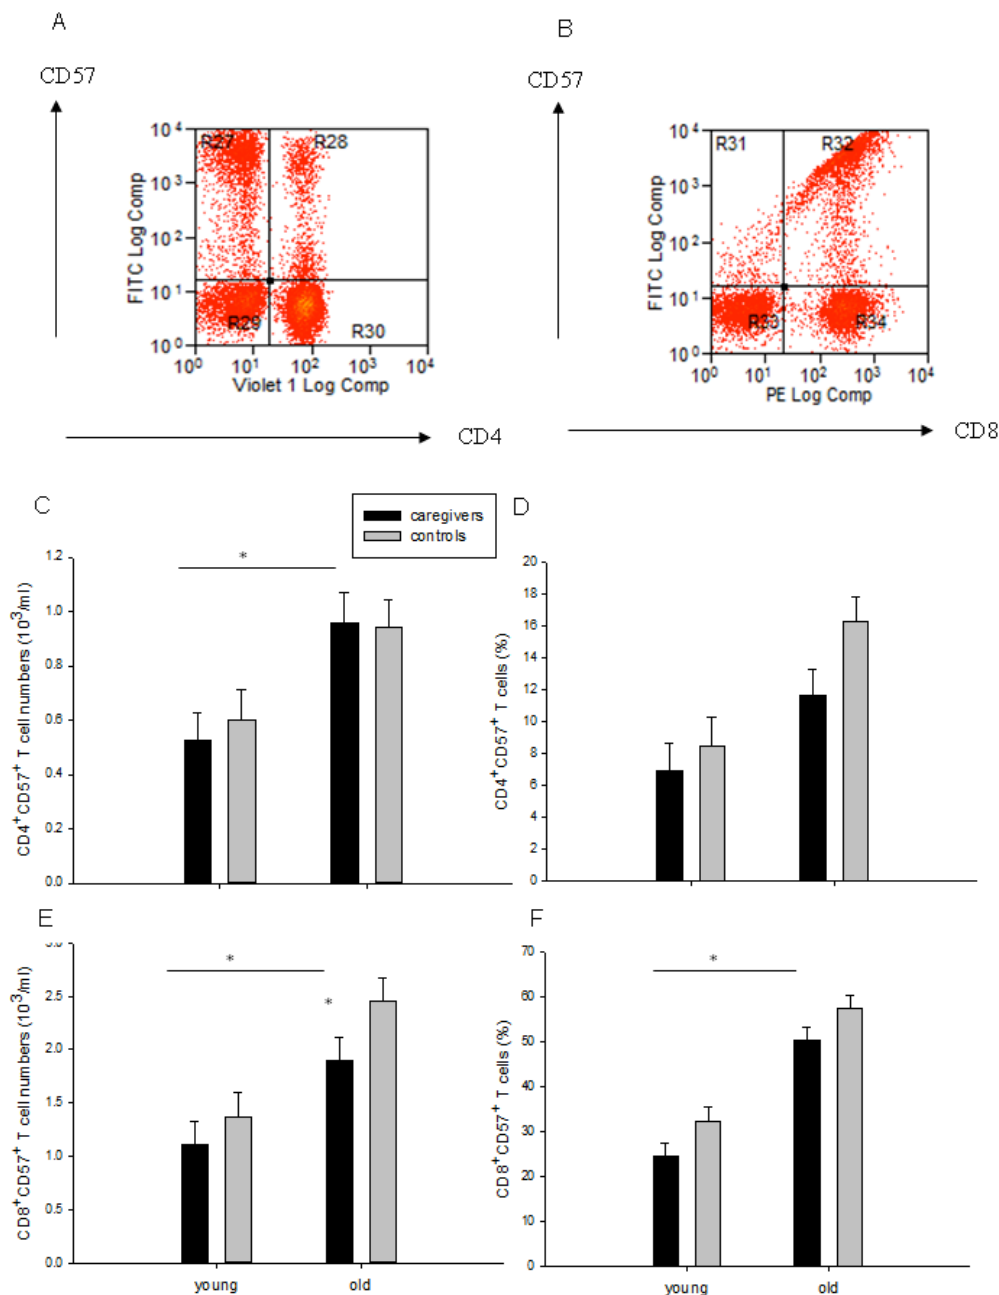 A
B
CD57
CD57
10⁴
10³
10²
10¹
10⁰
FITC Log Comp
R27
R28
R29
R30
10⁰ 10¹ 10² 10³ 10⁴
Violet 1 Log Comp
CD4
10⁴
10³
10²
10¹
10⁰
FITC Log Comp
R31
R32
R33
R34
10⁰ 10¹ 10² 10³ 10⁴
PE Log Comp
CD8
C
caregivers
controls
D
CD4⁺CD57⁺ T cell numbers (10³/ml)
1.2
1.0
0.8
0.6
0.4
0.2
0.0
*
CD4⁺CD57⁺ T cells (%)
20
18
16
14
12
10
8
6
4
2
0
E
CD8⁺CD57⁺ T cell numbers (10³/ml)
3.0
2.5
2.0
1.5
1.0
0.5
0.0
*
*
young old
F
CD8⁺CD57⁺ T cells (%)
70
60
50
40
30
20
10
0
*
young old